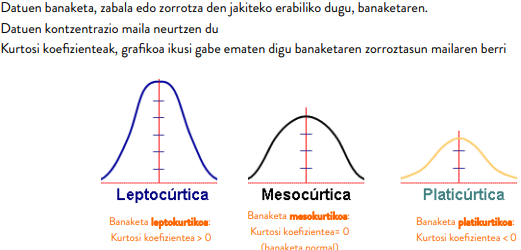 Datuen banaketa, zabala edo zorrotza den jakiteko erabiliko dugu, banaketaren.
Datuen kontzentrazio maila neurtzen du
Kurtosi koefizienteak, grafikoa ikusi gabe ematen digu banaketaren zorroztasun mailaren berri
Leptocúrtica
Mesocúrtica
Platicúrtica
Banaketa leptokurtikoa:
Kurtosi koefizientea > 0
Banaketa mesokurtikoa:
Kurtosi koefizientea= 0
(banaketa normal)
Banaketa platikurtikoa:
Kurtosi koefizientea < 0